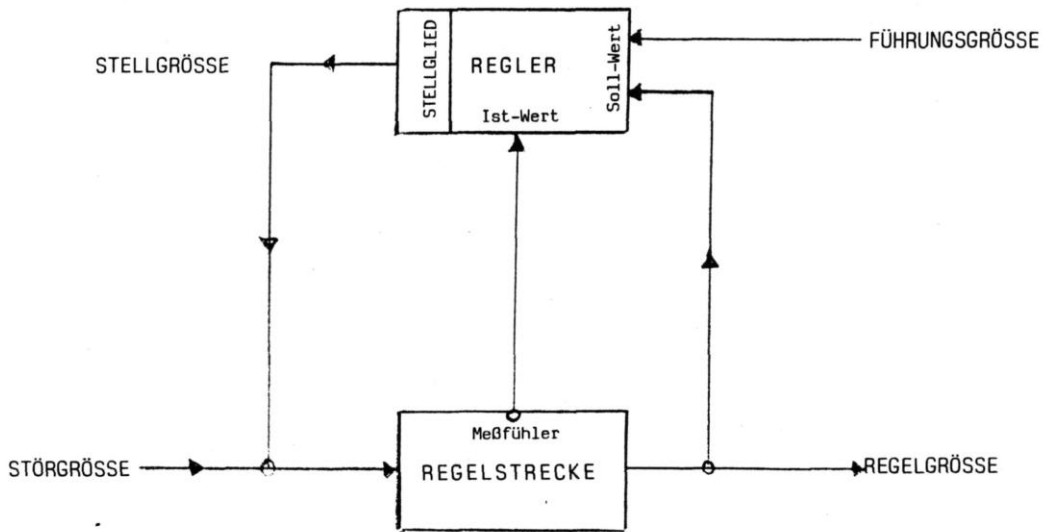 FÜHRUNGSGRÖSSE
STELLGRÖSSE
STELLGLIED
REGLER
Soll-Wert
Ist-Wert
Meßfühler
STÖRGRÖSSE
REGELSTRECKE
REGELGRÖSSE